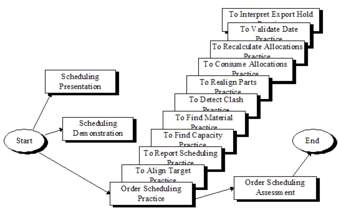 To Interpret Export Hold
To Validate Date
Practice
To Recalculate Allocations
Practice
To Consume Allocations
Practice
To Realign Parts
Practice
To Detect Clash
Practice
To Find Material
Practice
To Find Capacity
Practice
To Report Scheduling
Practice
To Align Target
Practice
Order Scheduling
Practice
Scheduling
Presentation
Scheduling
Demonstration
Start
End
Order Scheduling
Assessment